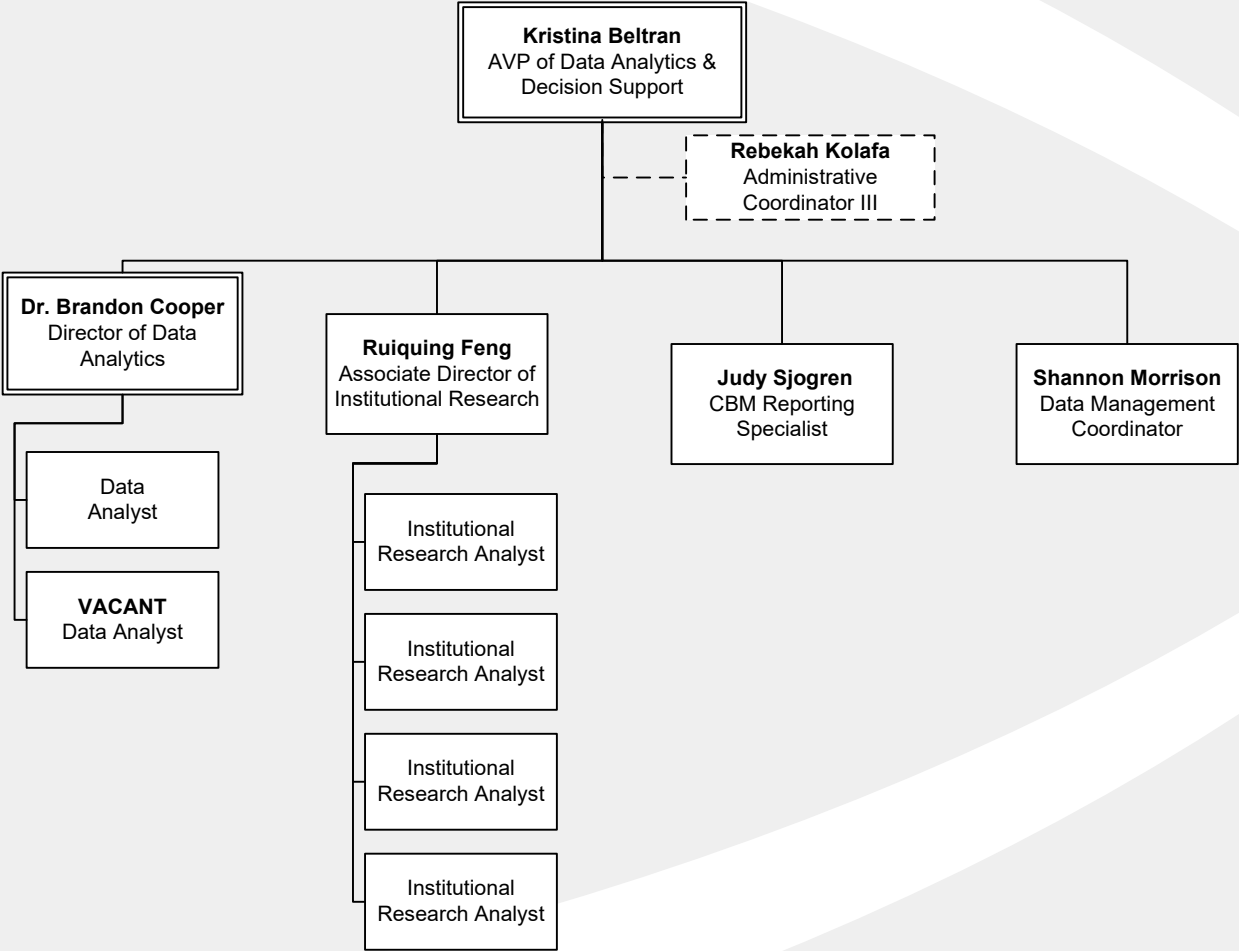 Kristina Beltran
AVP of Data Analytics &
Decision Support
Rebekah Kolafa
Administrative
Coordinator III
Dr. Brandon Cooper
Director of Data
Analytics
Data
Analyst
VACANT
Data Analyst
Ruiquing Feng
Associate Director of
Institutional Research
Institutional
Research Analyst
Institutional
Research Analyst
Institutional
Research Analyst
Institutional
Research Analyst
Judy Sjogren
CBM Reporting
Specialist
Shannon Morrison
Data Management
Coordinator